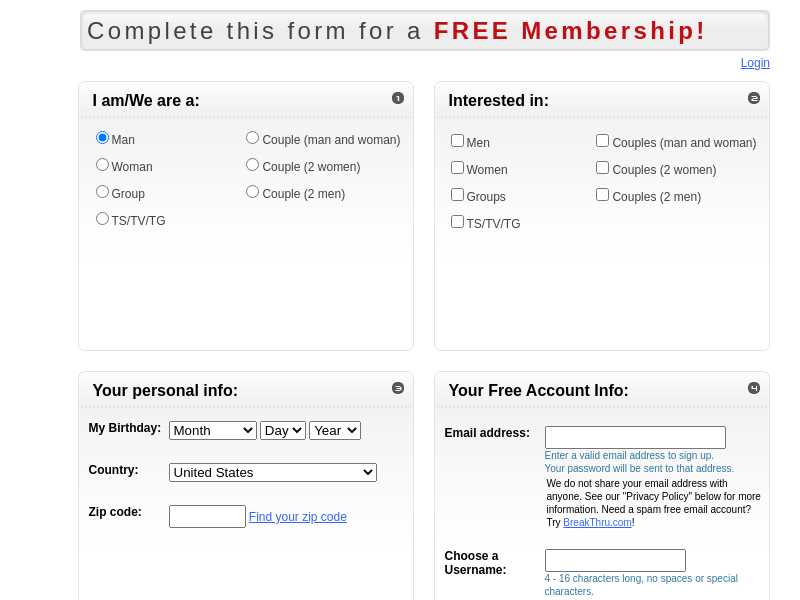 Complete this form for a FREE Membership!
Login
I am/We are a: 1
Man
Couple (man and woman)
Woman
Couple (2 women)
Group
Couple (2 men)
TS/TV/TG
Interested in: 2
Men
Couples (man and woman)
Women
Couples (2 women)
Groups
Couples (2 men)
TS/TV/TG
Your personal info: 3
My Birthday: Month Day Year
Country: United States
Zip code: Find your zip code
Your Free Account Info: 4
Email address:
Enter a valid email address to sign up.
Your password will be sent to that address.
We do not share your email address with
anyone. See our "Privacy Policy" below for more
information. Need a spam free email account?
Try BreakThru.com!
Choose a
Username:
4 - 16 characters long, no spaces or special
characters.